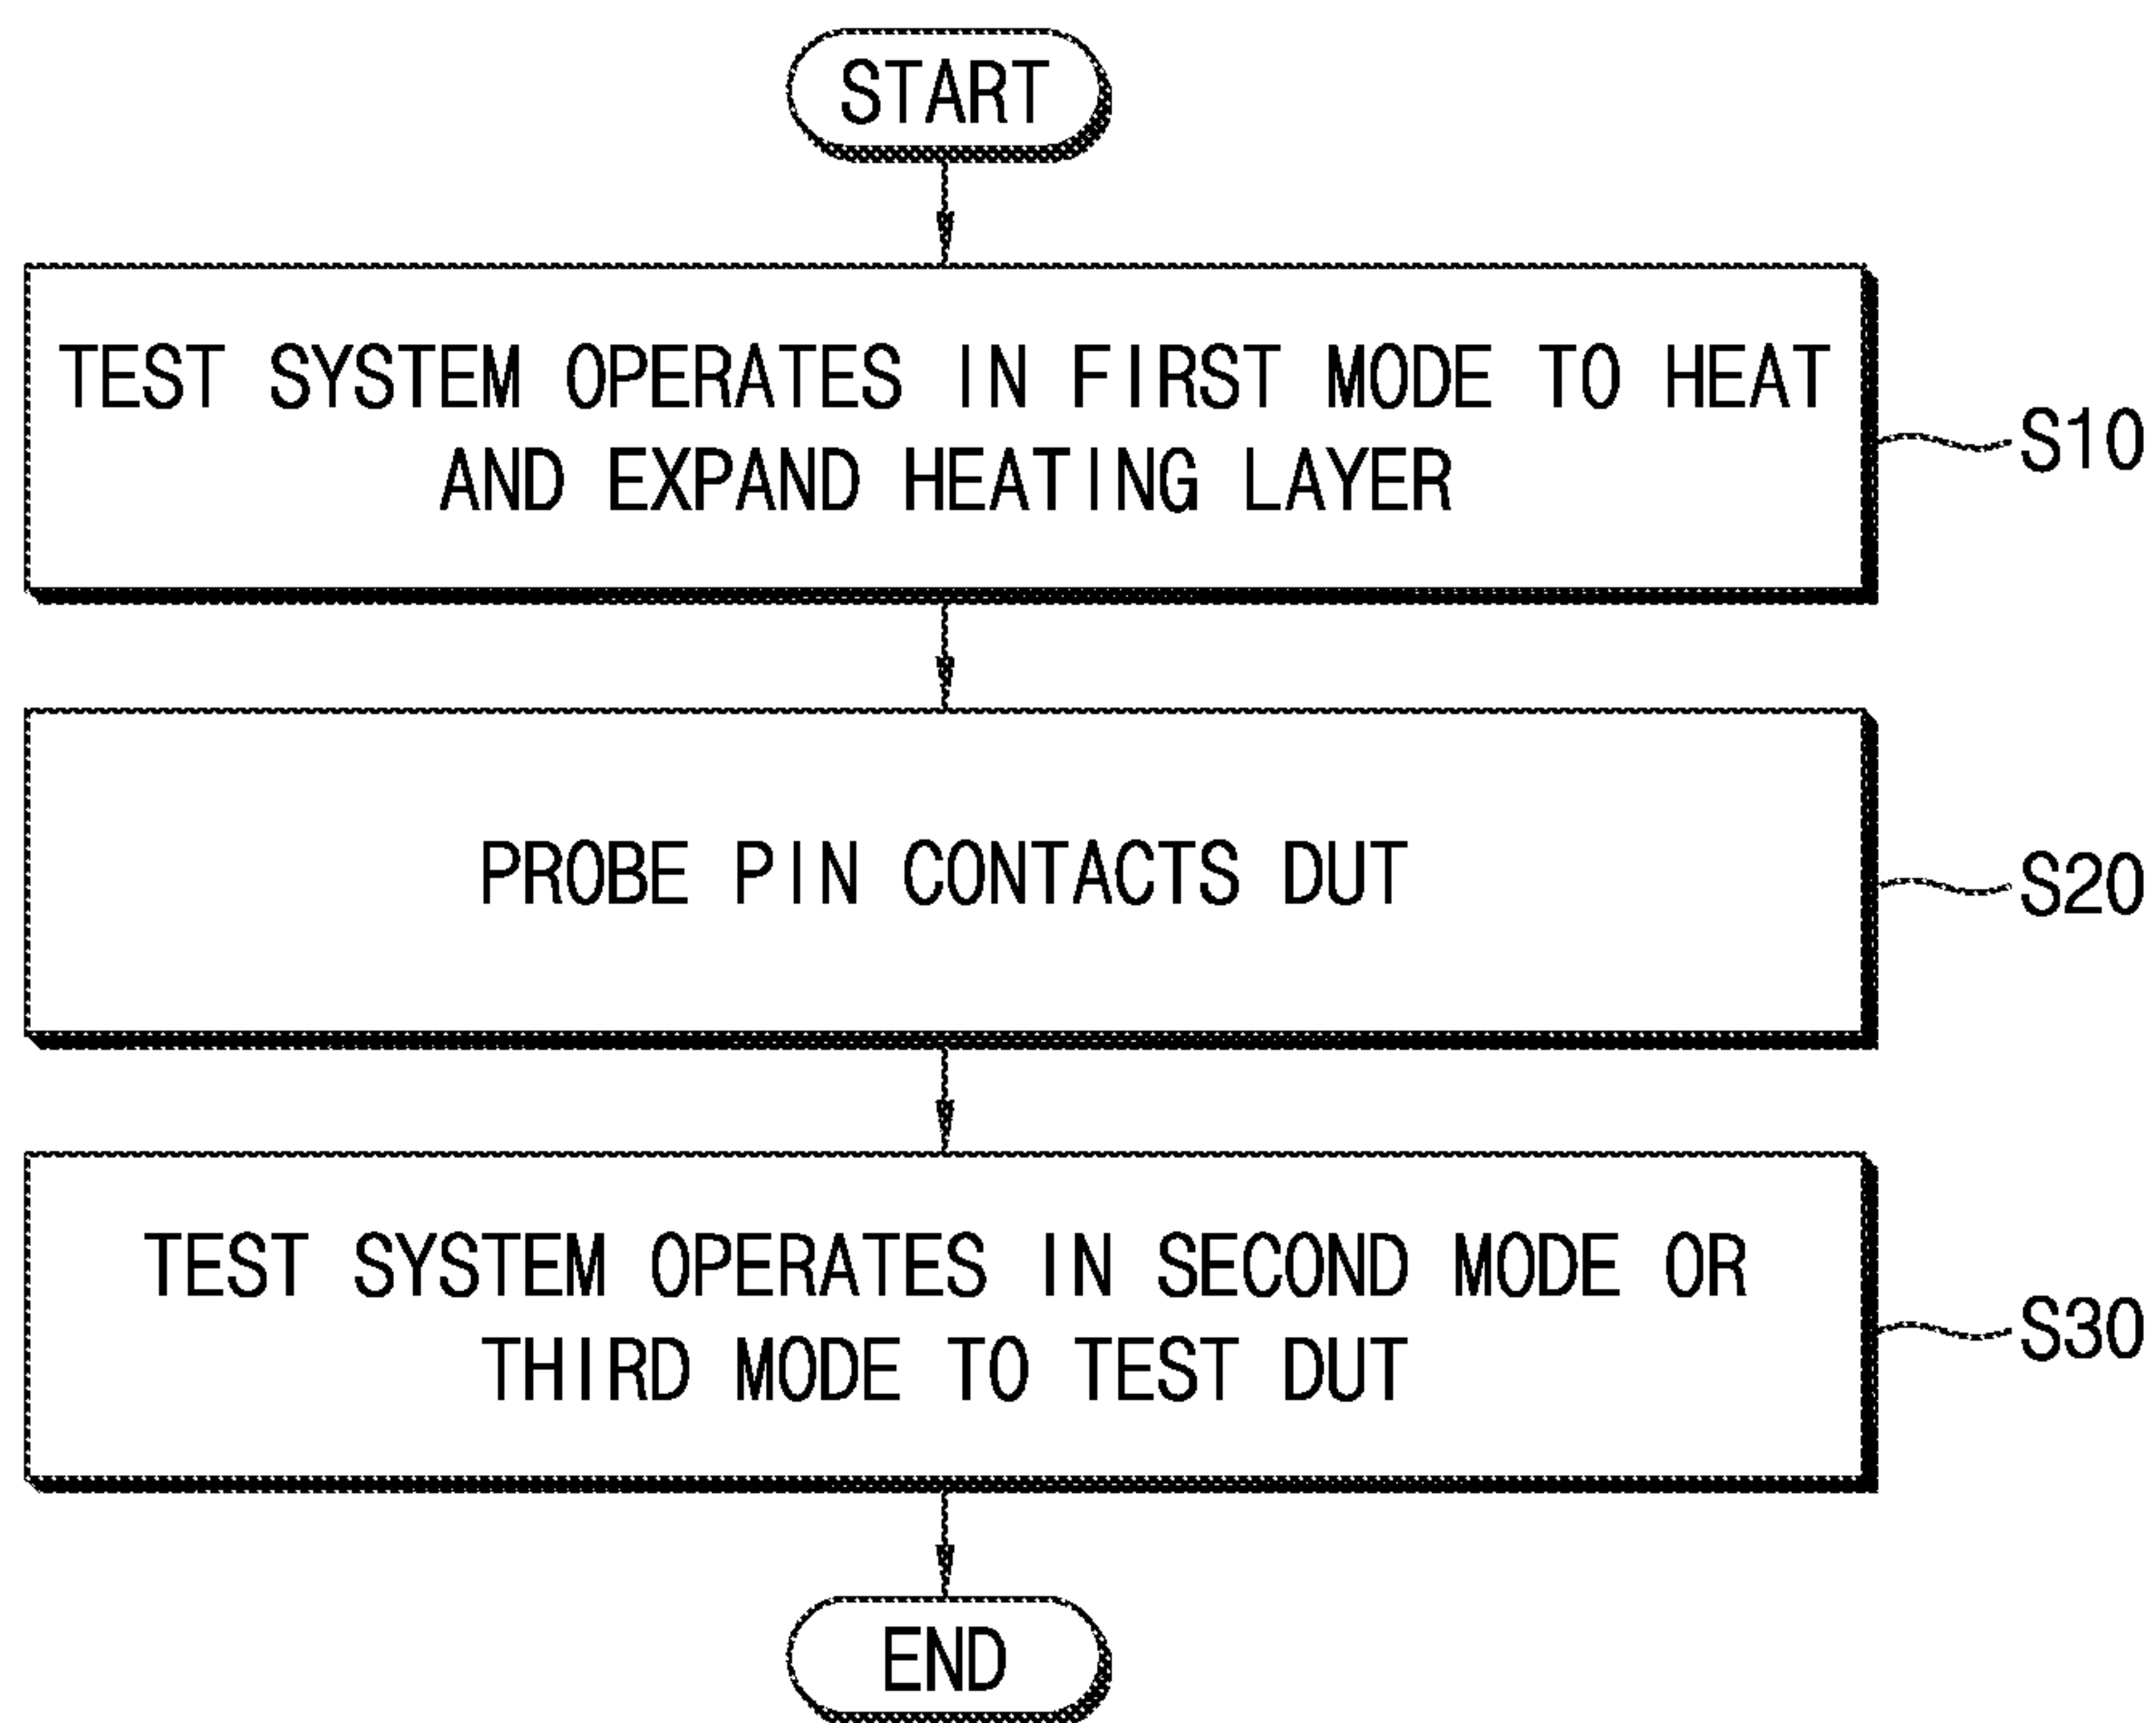 START
TEST SYSTEM OPERATES IN FIRST MODE TO HEAT
AND EXPAND HEATING LAYER
S10
PROBE PIN CONTACTS DUT
S20
TEST SYSTEM OPERATES IN SECOND MODE OR
THIRD MODE TO TEST DUT
S30
END